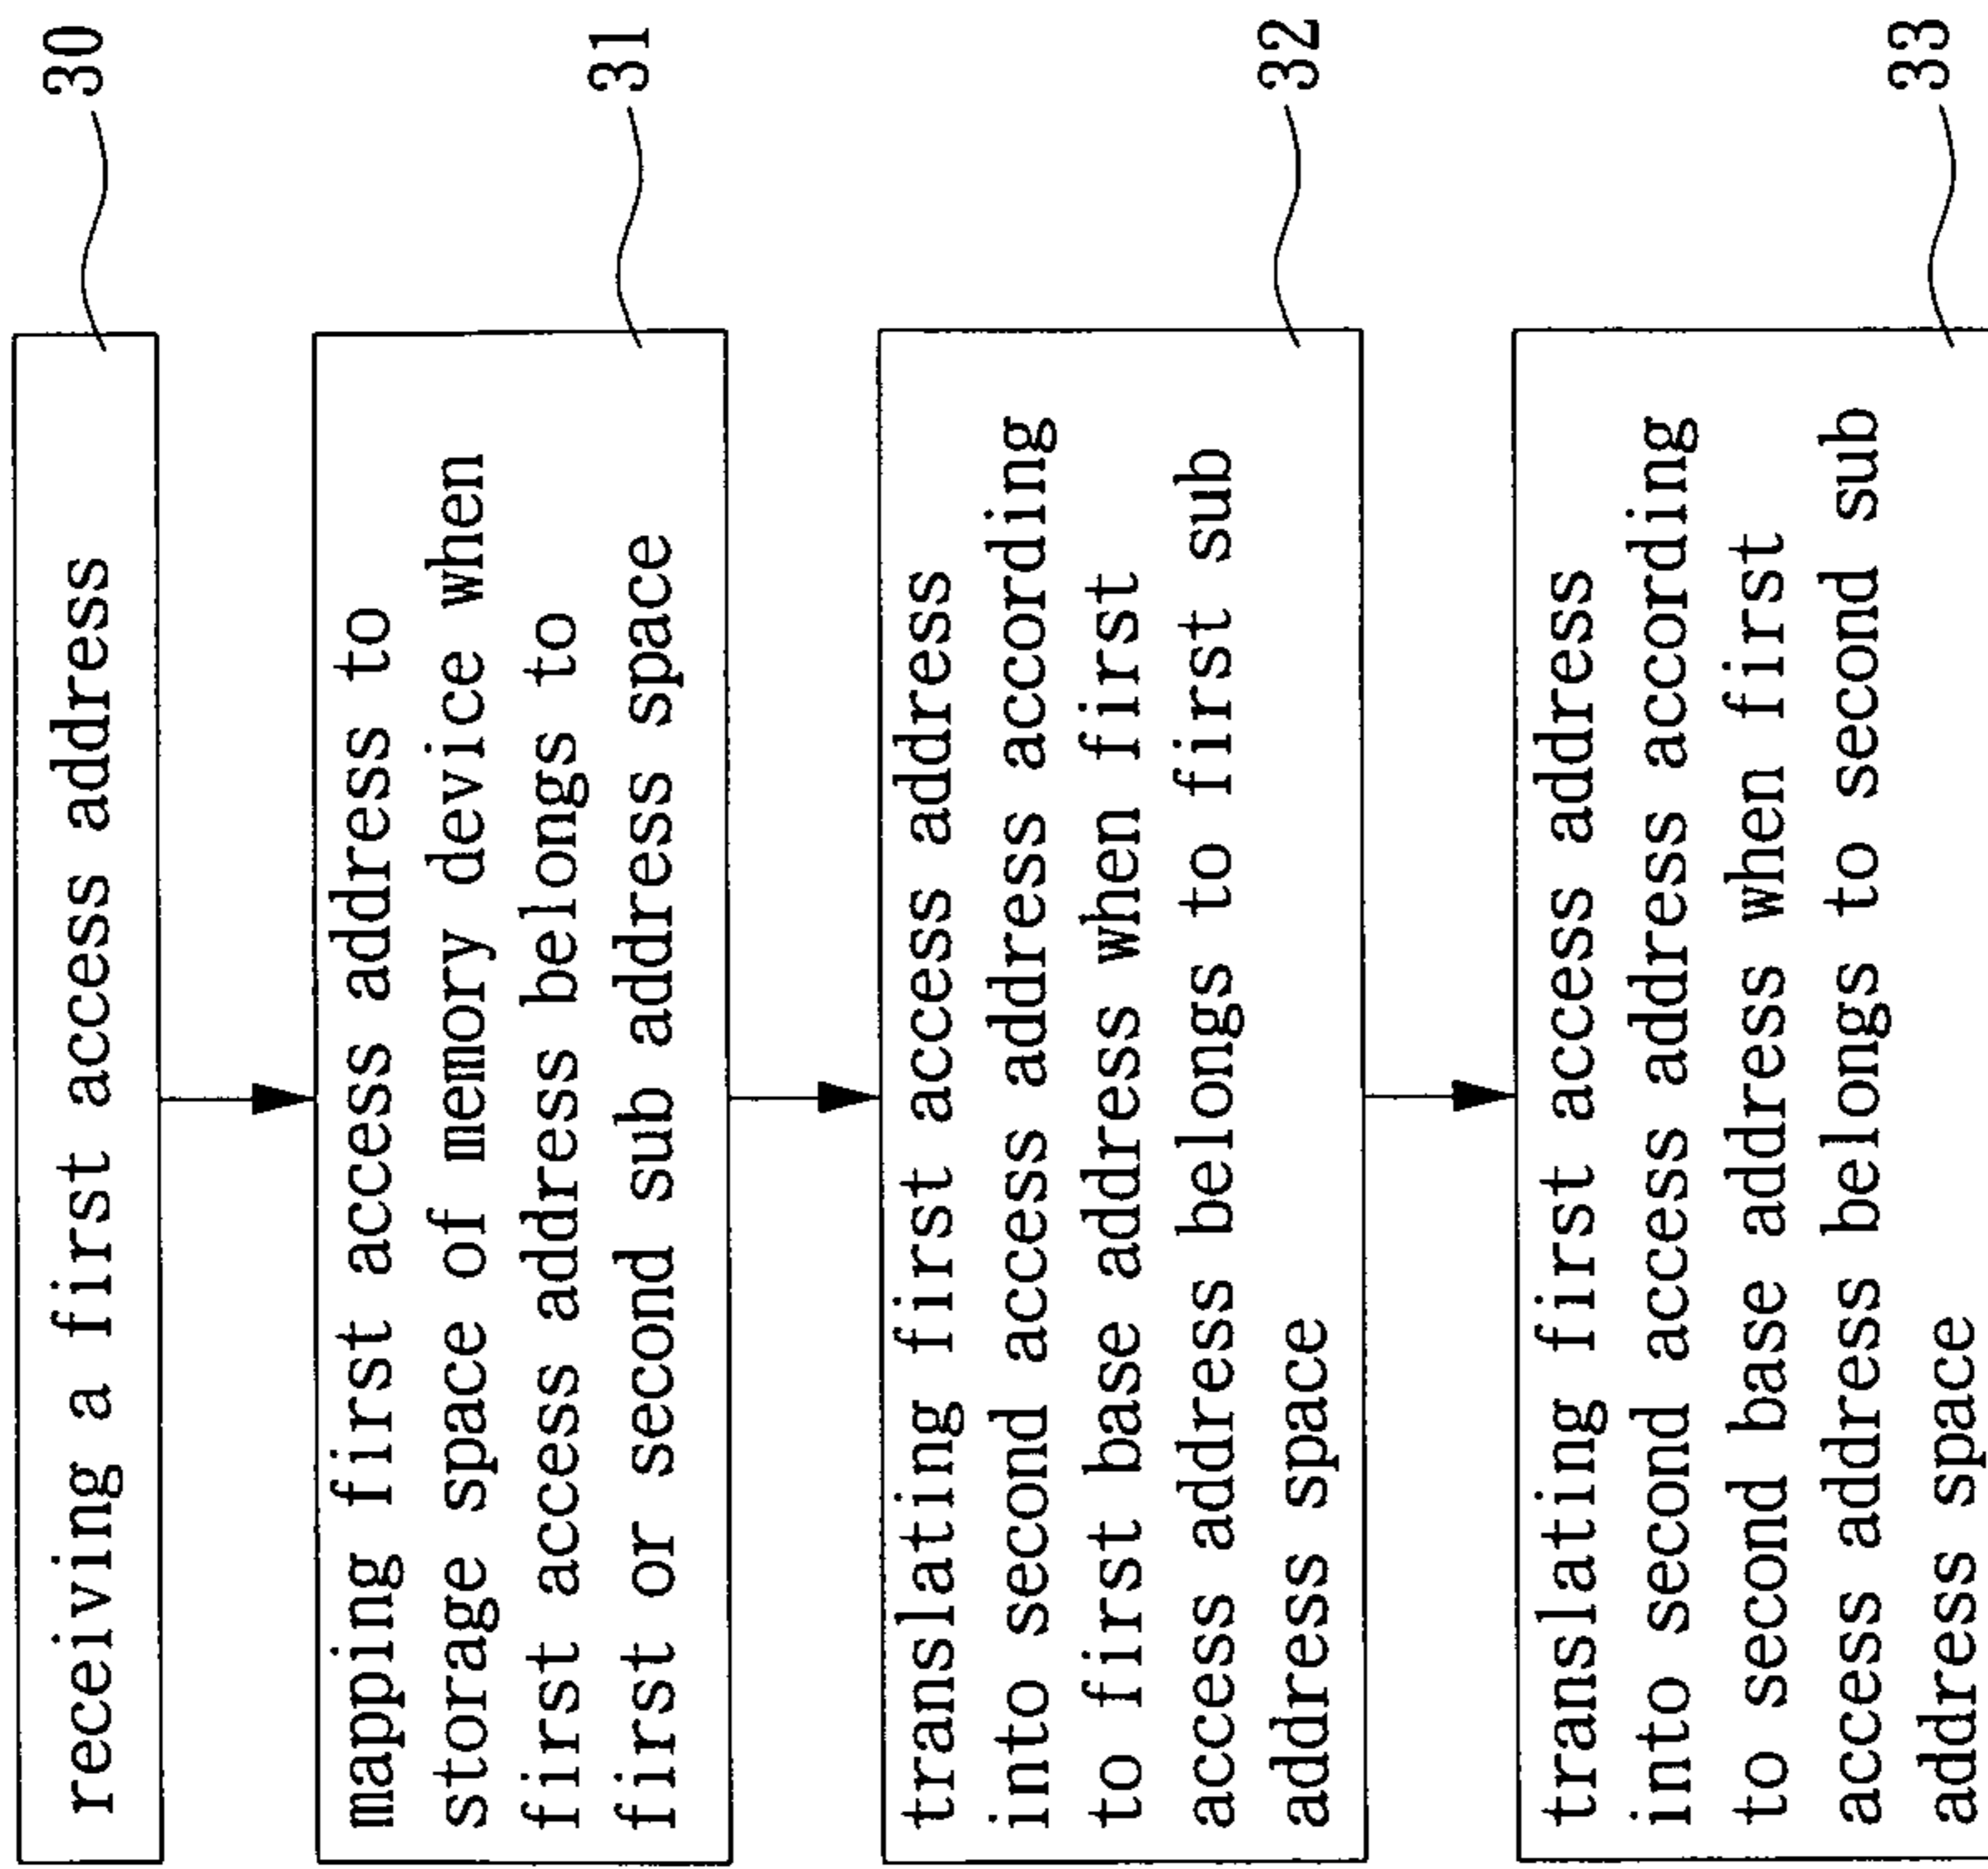 receiving a first access address
30
mapping first access address to
storage space of memory device when
first access address belongs to
first or second sub address space
31
translating first access address
into second access address according
to first base address when first
access address belongs to first sub
address space
32
translating first access address
into second access address according
to second base address when first
access address belongs to second sub
address space
33